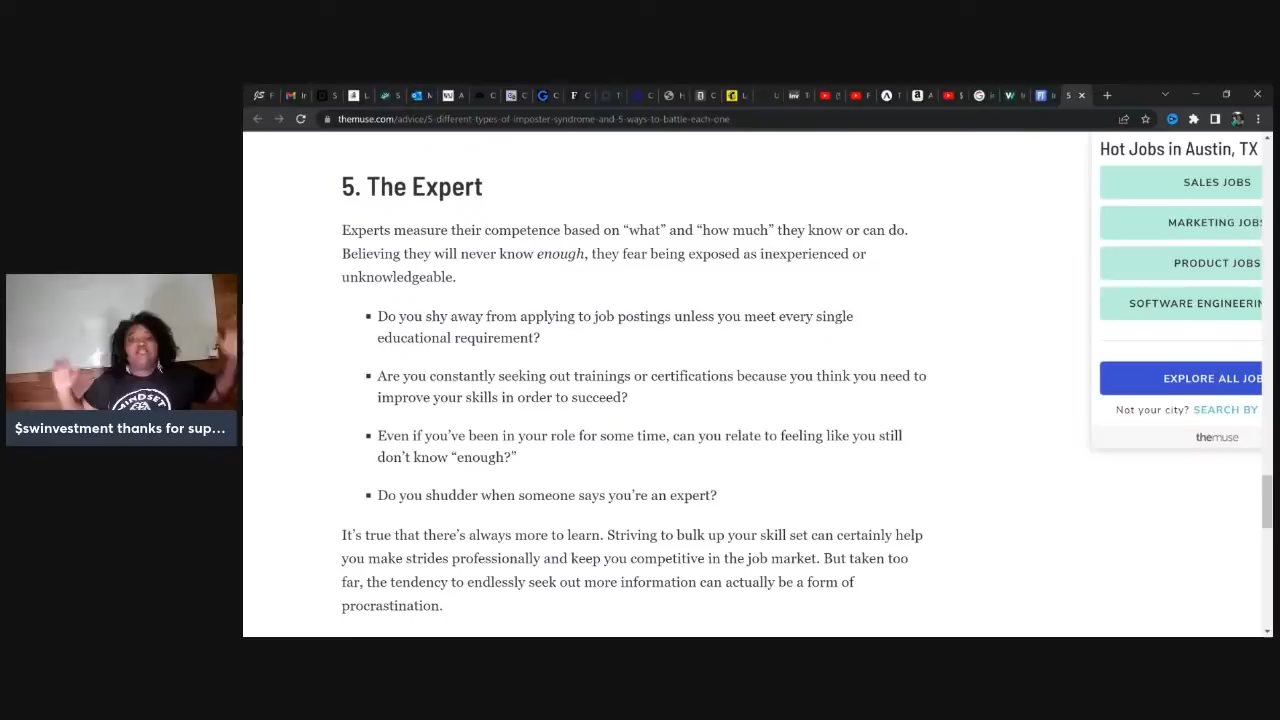 themuse.com/advice/5-different-types-of-imposter-syndrome-and-5-ways-to-battle-each-one
Hot Jobs in Austin, TX
SALES JOBS
MARKETING JOBS
PRODUCT JOBS
SOFTWARE ENGINEERIN
EXPLORE ALL JOB
Not your city? SEARCH BY
themuse
5. The Expert
Experts measure their competence based on “what” and “how much” they know or can do.
Believing they will never know enough, they fear being exposed as inexperienced or
unknowledgeable.
▪ Do you shy away from applying to job postings unless you meet every single
educational requirement?
▪ Are you constantly seeking out trainings or certifications because you think you need to
improve your skills in order to succeed?
▪ Even if you’ve been in your role for some time, can you relate to feeling like you still
don’t know “enough?”
▪ Do you shudder when someone says you’re an expert?
It’s true that there’s always more to learn. Striving to bulk up your skill set can certainly help
you make strides professionally and keep you competitive in the job market. But taken too
far, the tendency to endlessly seek out more information can actually be a form of
procrastination.
MINDSET
$swinvestment thanks for sup...